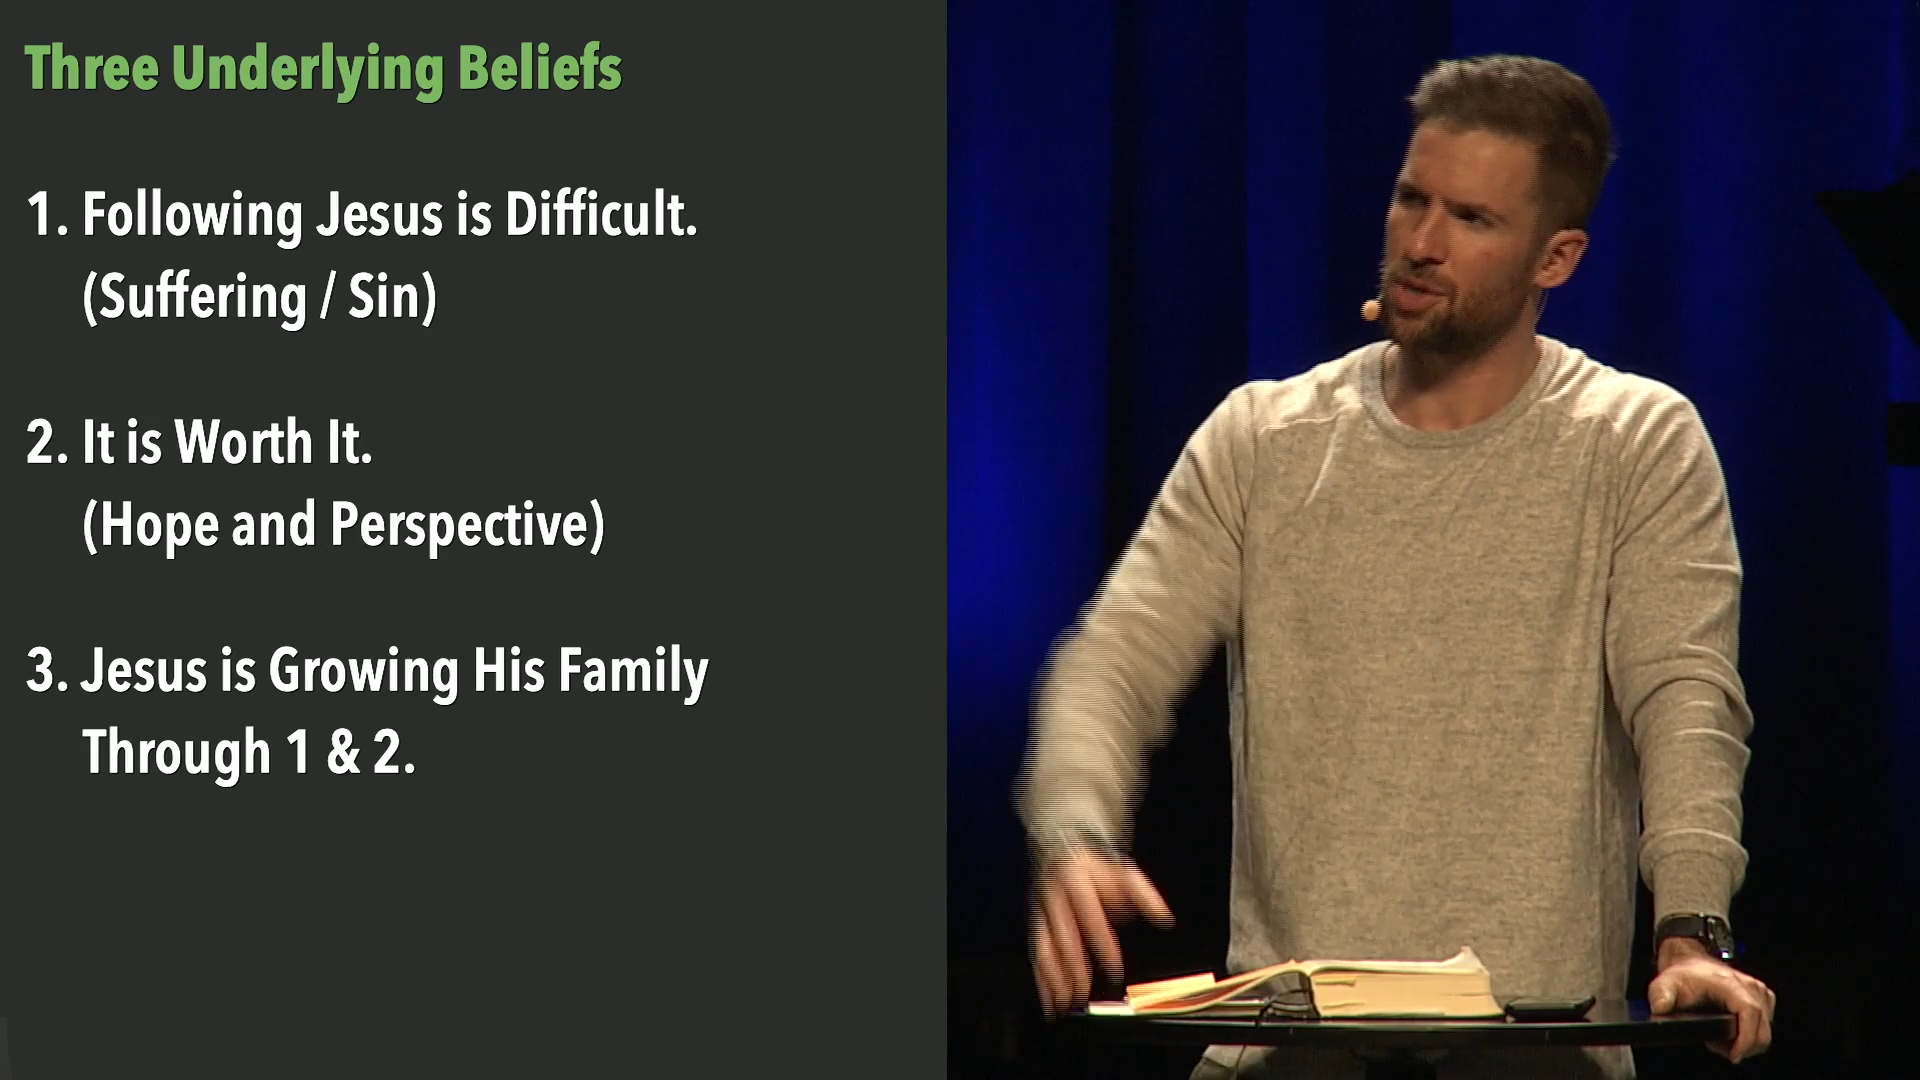 Three Underlying Beliefs
1. Following Jesus is Difficult.
(Suffering / Sin)
2. It is Worth It.
(Hope and Perspective)
3. Jesus is Growing His Family
Through 1 & 2.